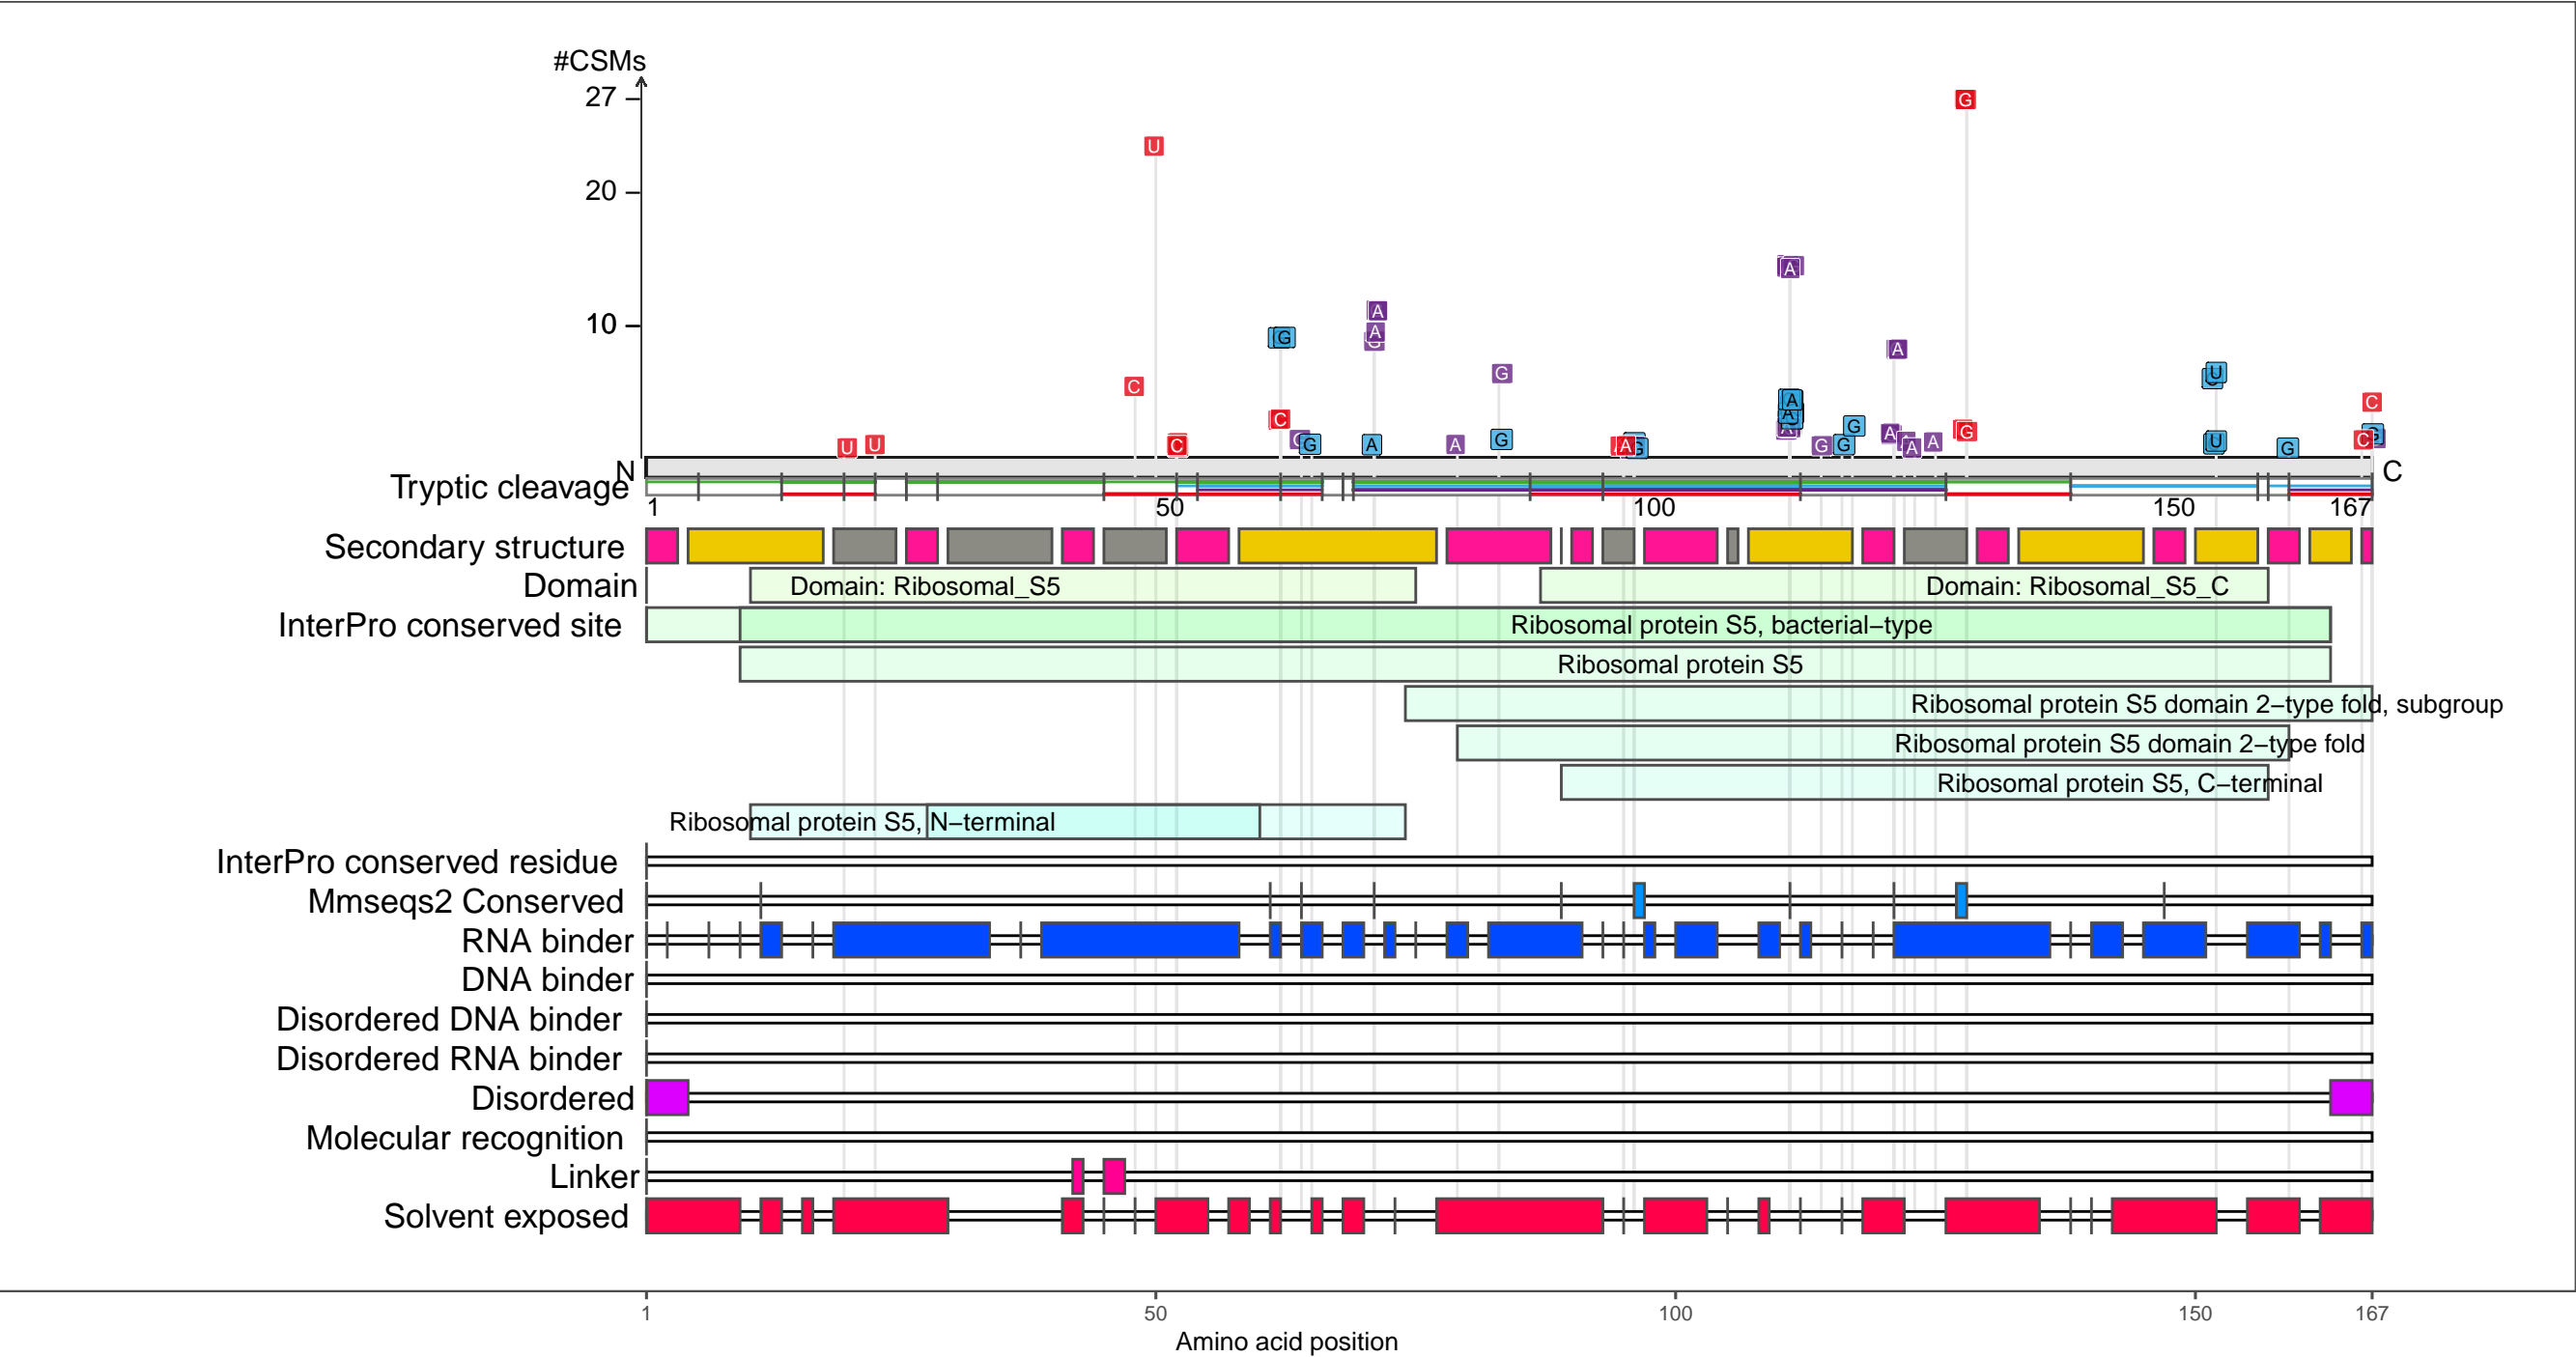 #CSMs
27
20
10
G
U
A
A
A
G
G
A
G
U
C
A
U
C
C
G
G
A
G
U
U
C
G
A
A
G
A
G
G
A
A
A
A
G
U
G
C
G
N
C
Tryptic cleavage
1 50 100 150 167
Secondary structure
Domain
Domain: Ribosomal_S5
Domain: Ribosomal_S5_C
InterPro conserved site
Ribosomal protein S5, bacterial−type
Ribosomal protein S5
Ribosomal protein S5 domain 2−type fold, subgroup
Ribosomal protein S5 domain 2−type fold
Ribosomal protein S5, C−terminal
Ribosomal protein S5, N−terminal
InterPro conserved residue
Mmseqs2 Conserved
RNA binder
DNA binder
Disordered DNA binder
Disordered RNA binder
Disordered
Molecular recognition
Linker
Solvent exposed
1 50 100 150 167
Amino acid position